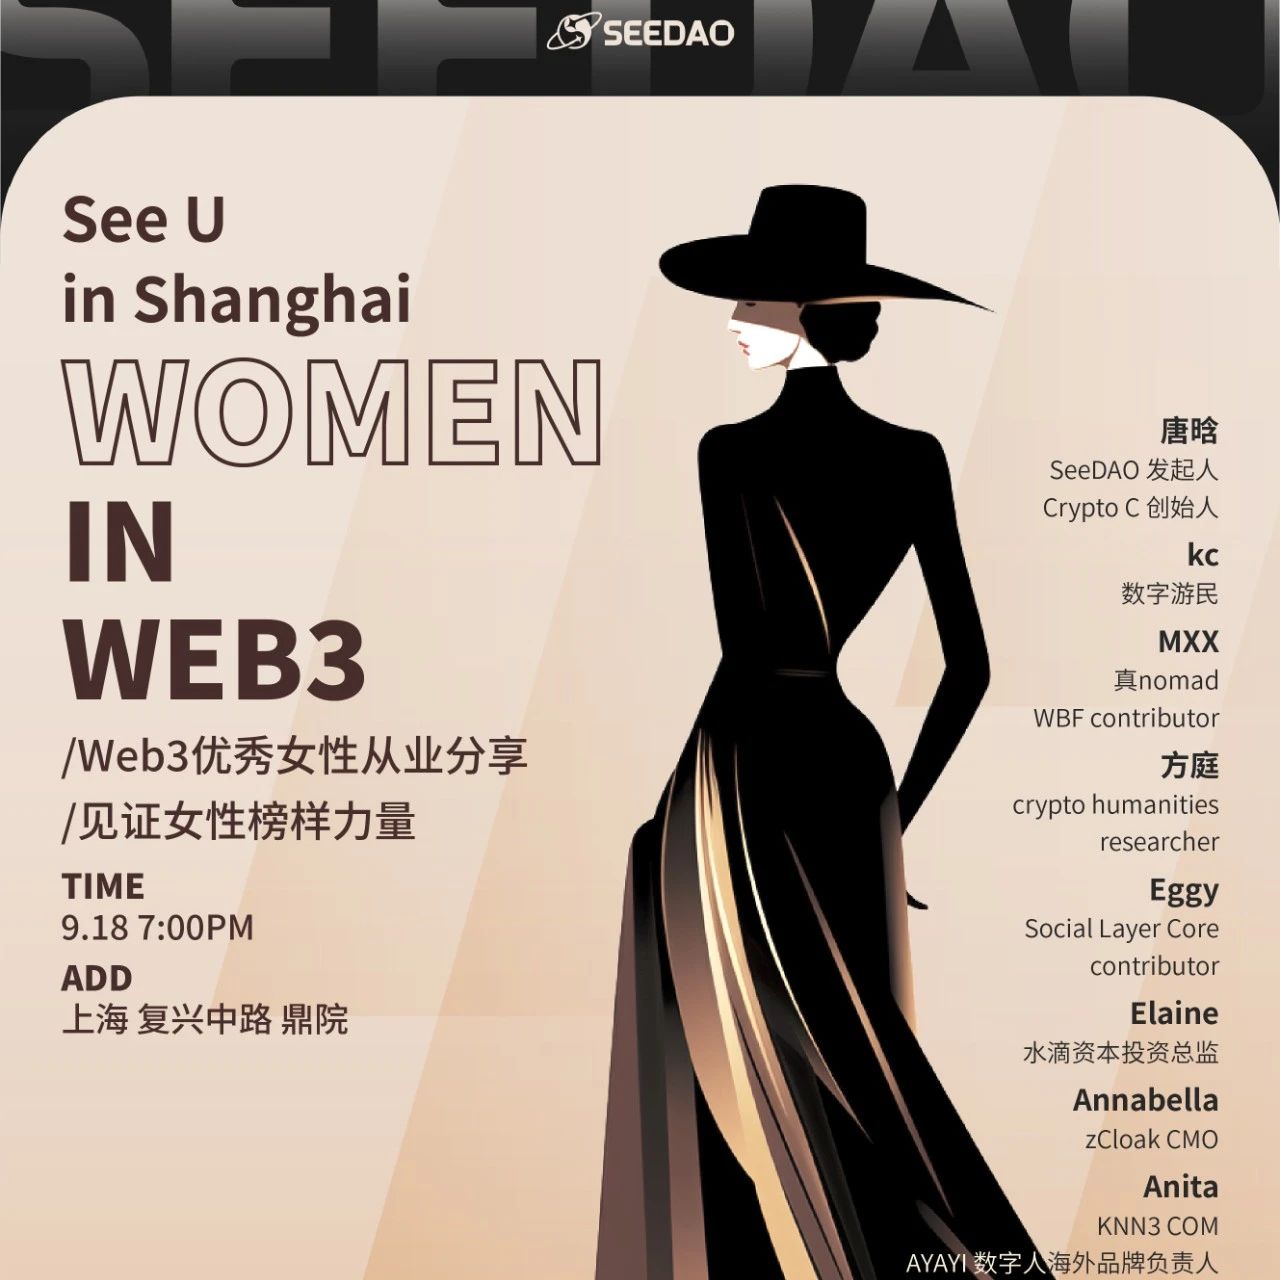 SEEDAO
SEEDAO
See U
in Shanghai
WOMEN
IN
WEB3
/Web3优秀女性从业分享
/见证女性榜样力量
TIME
9.18 7:00PM
ADD
上海 复兴中路 鼎院
唐晗
SeeDAO 发起人
Crypto C 创始人
kc
数字游民
MXX
真nomad
WBF contributor
方庭
crypto humanities
researcher
Eggy
Social Layer Core
contributor
Elaine
水滴资本投资总监
Annabella
zCloak CMO
Anita
KNN3 COM
AYAYI 数字人海外品牌负责人